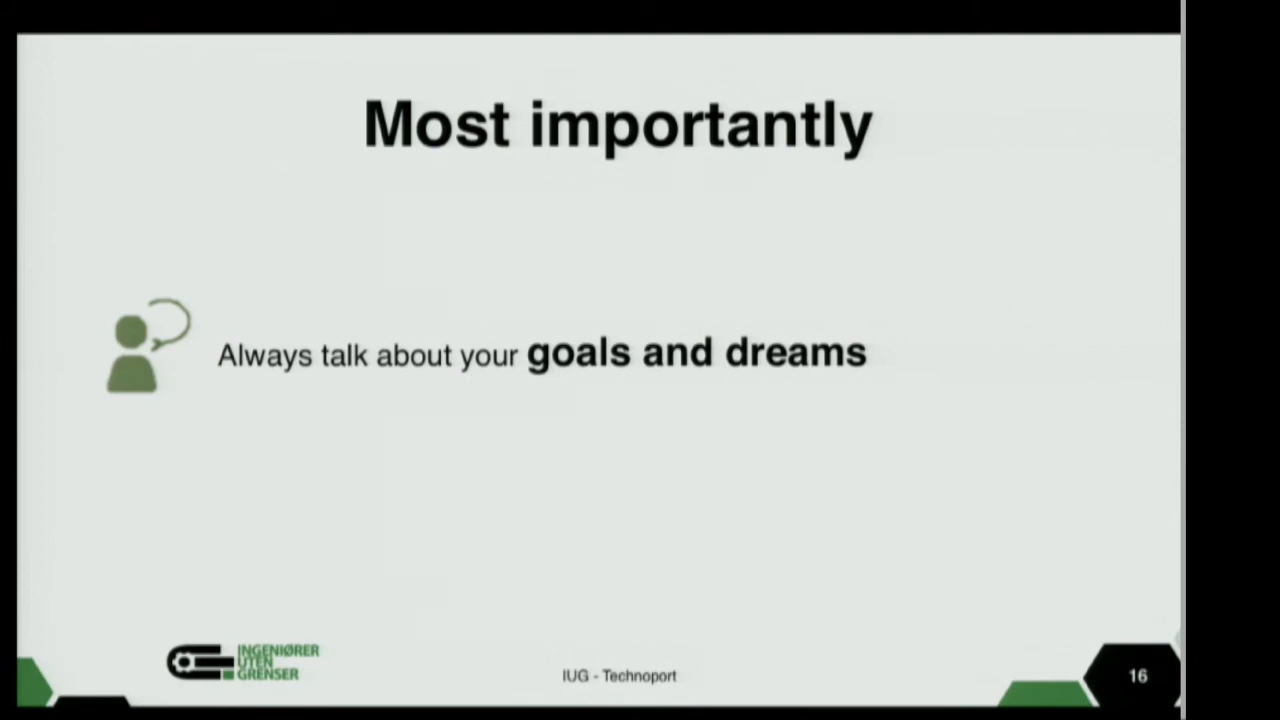 Most importantly
Always talk about your goals and dreams
INGENIØRER
UTEN
GRENSER
IUG - Technoport
16